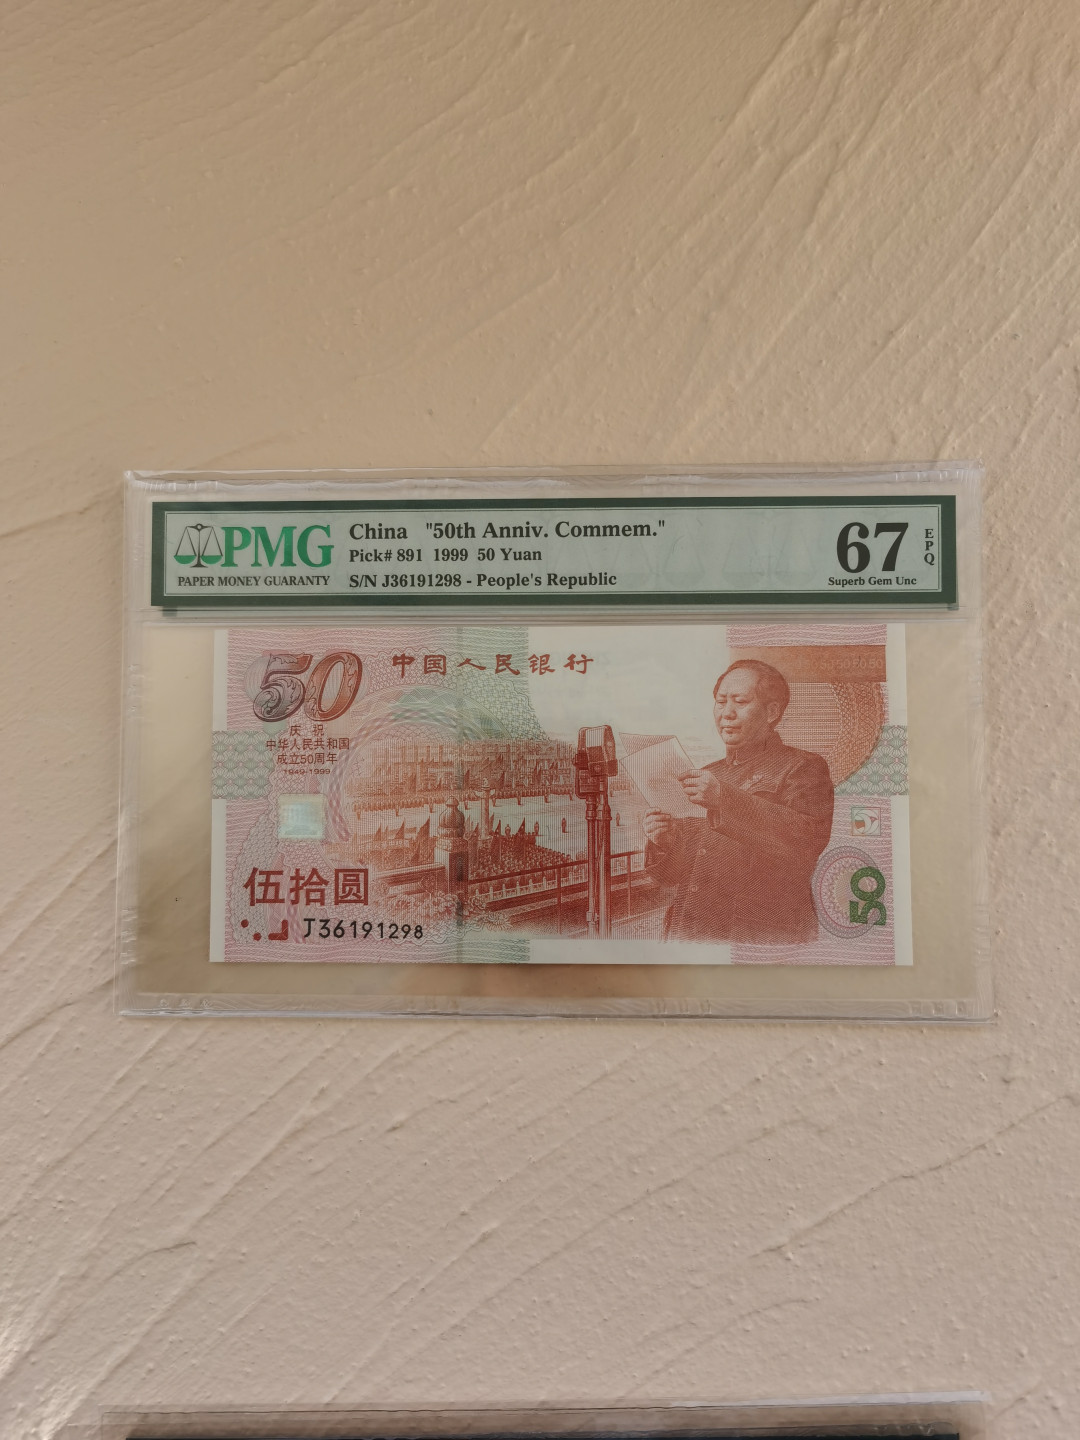 PMG
PAPER MONEY GUARANTY
China "50th Anniv. Commem."
Pick# 891 1999 50 Yuan
S/N J36191298 - People's Republic
67
EPQ
Superb Gem Unc
50
中国人民银行
庆祝
中华人民共和国
成立50周年
1949-1999
伍拾圆
J36191298
50